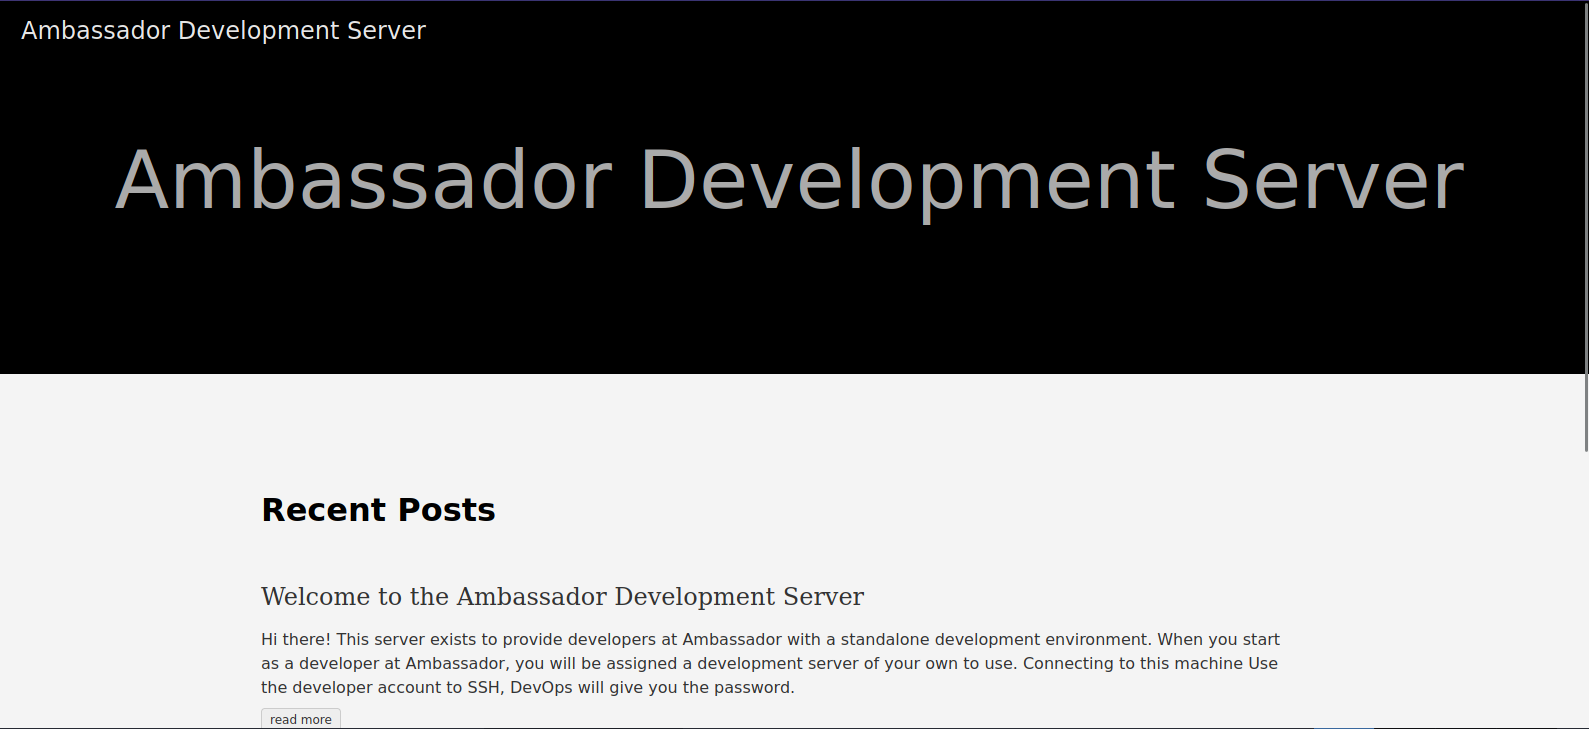 Ambassador Development Server
Ambassador Development Server
Recent Posts
Welcome to the Ambassador Development Server
Hi there! This server exists to provide developers at Ambassador with a standalone development environment. When you start
as a developer at Ambassador, you will be assigned a development server of your own to use. Connecting to this machine Use
the developer account to SSH, DevOps will give you the password.
read more